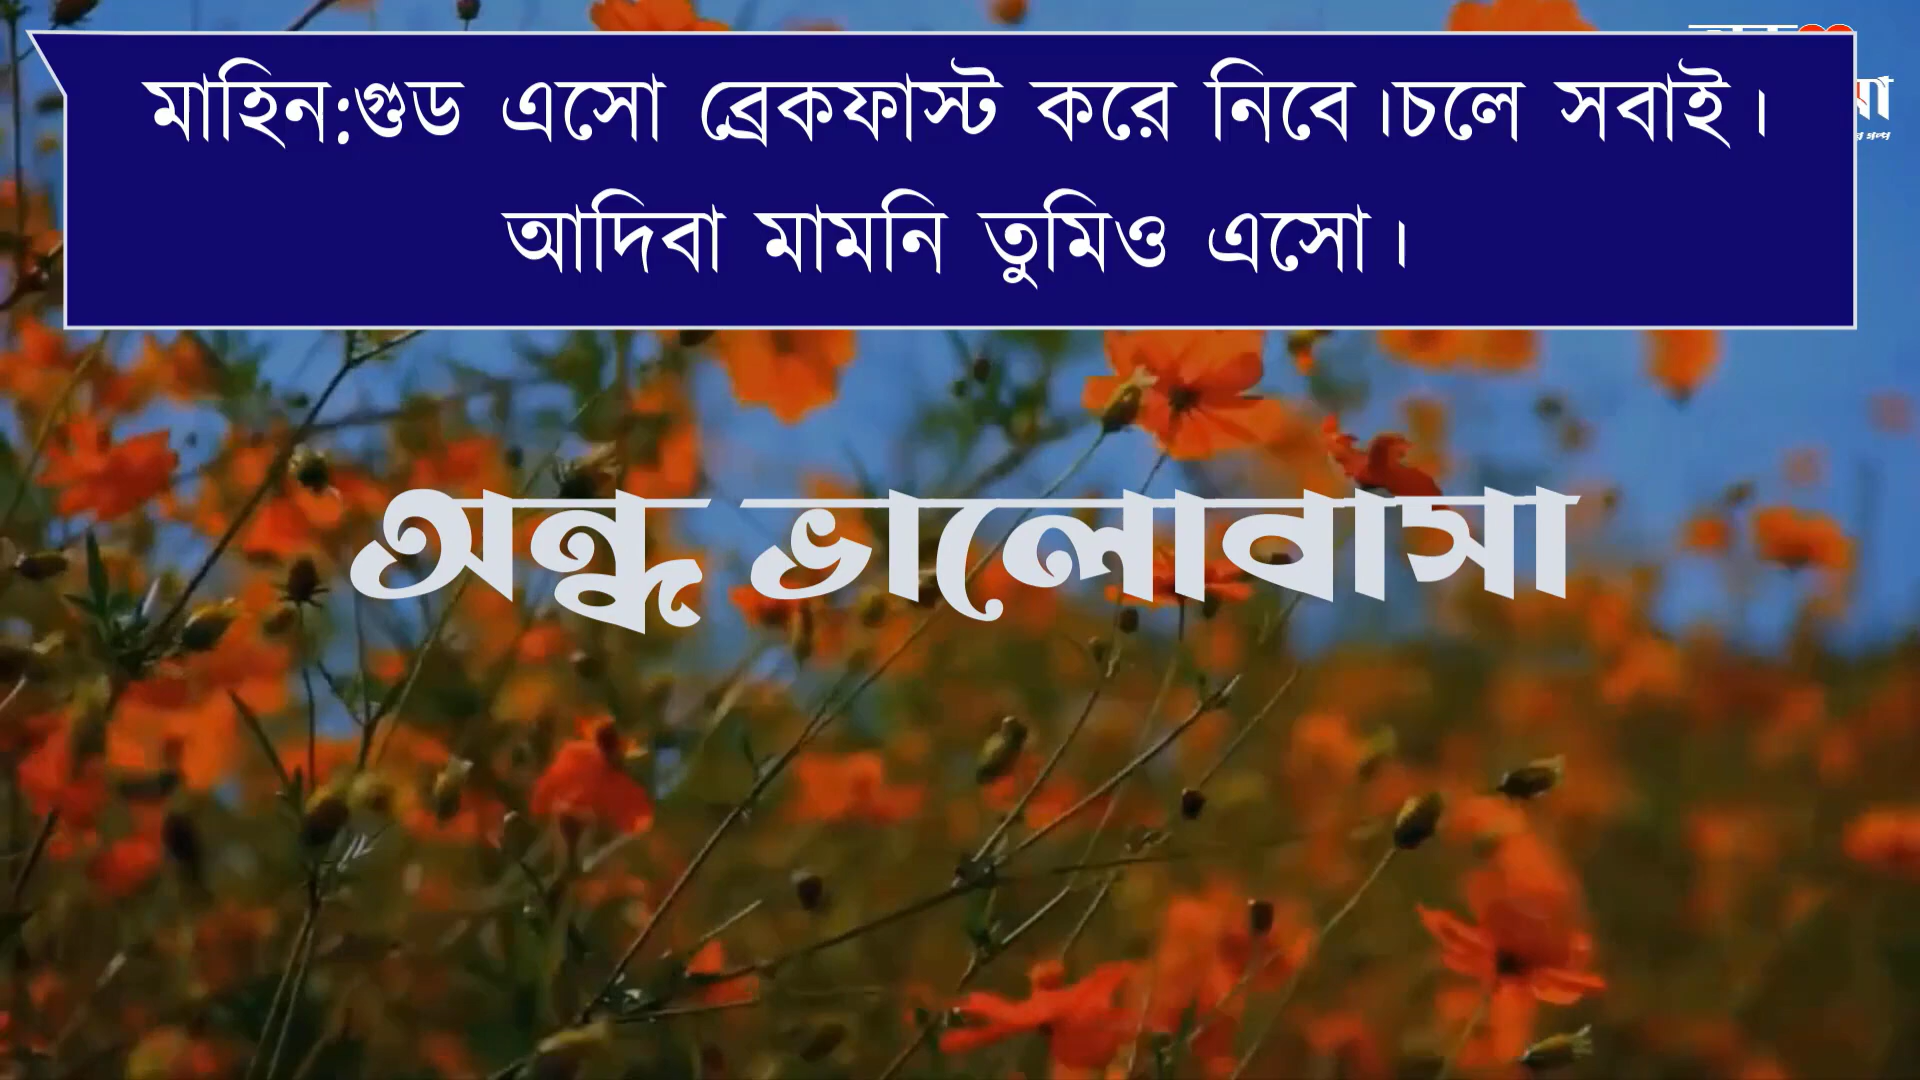 মাহিন:গুড এসো ব্রেকফাস্ট করে নিবে।চলে সবাই।
আদিবা মামনি তুমিও এসো।
অন্ধ ভালোবাসা